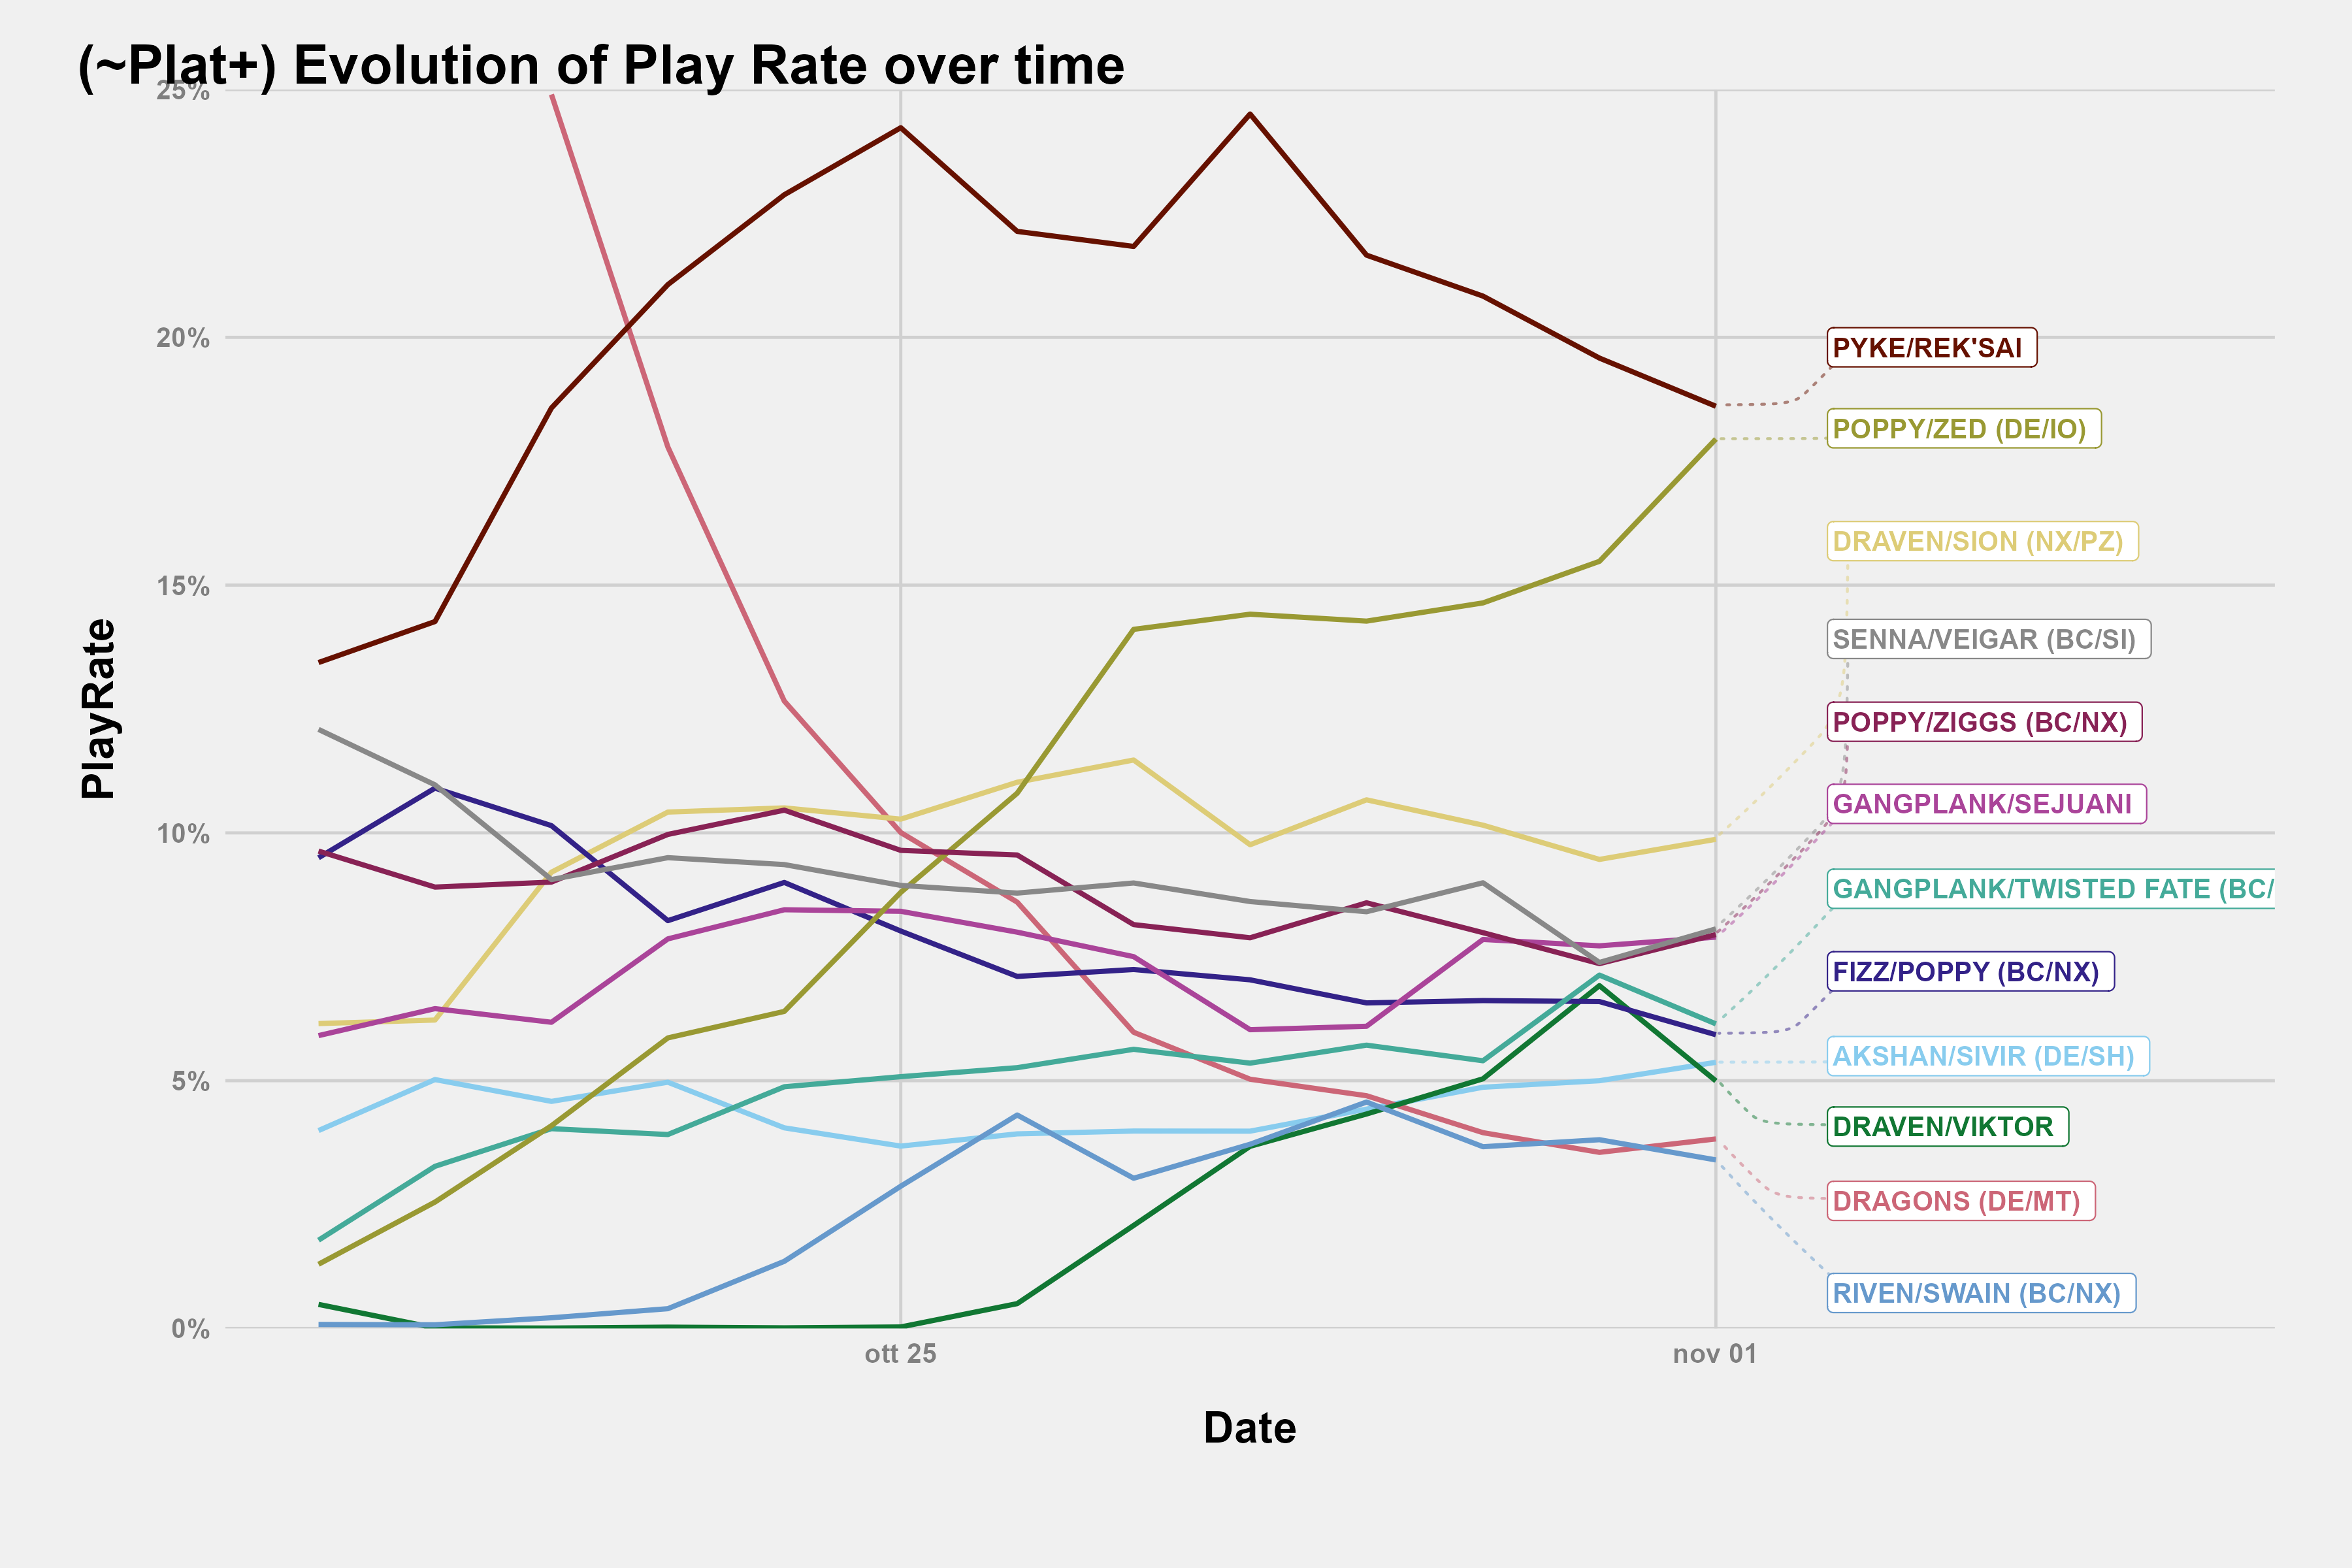 (~Plat+) Evolution of Play Rate over time
25%
20%
15%
10%
5%
0%
PlayRate
ott 25
nov 01
Date
PYKE/REK'SAI
POPPY/ZED (DE/IO)
DRAVEN/SION (NX/PZ)
SENNA/VEIGAR (BC/SI)
POPPY/ZIGGS (BC/NX)
GANGPLANK/SEJUANI
GANGPLANK/TWISTED FATE (BC/
FIZZ/POPPY (BC/NX)
AKSHAN/SIVIR (DE/SH)
DRAVEN/VIKTOR
DRAGONS (DE/MT)
RIVEN/SWAIN (BC/NX)